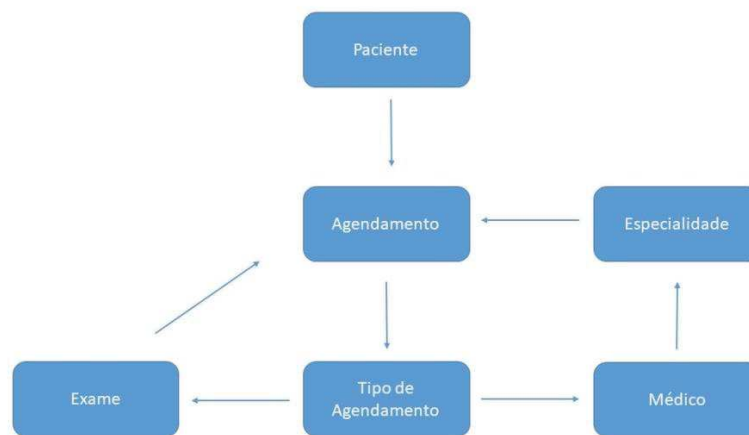 Paciente
Agendamento
Especialidade
Exame
Tipo de
Agendamento
Médico